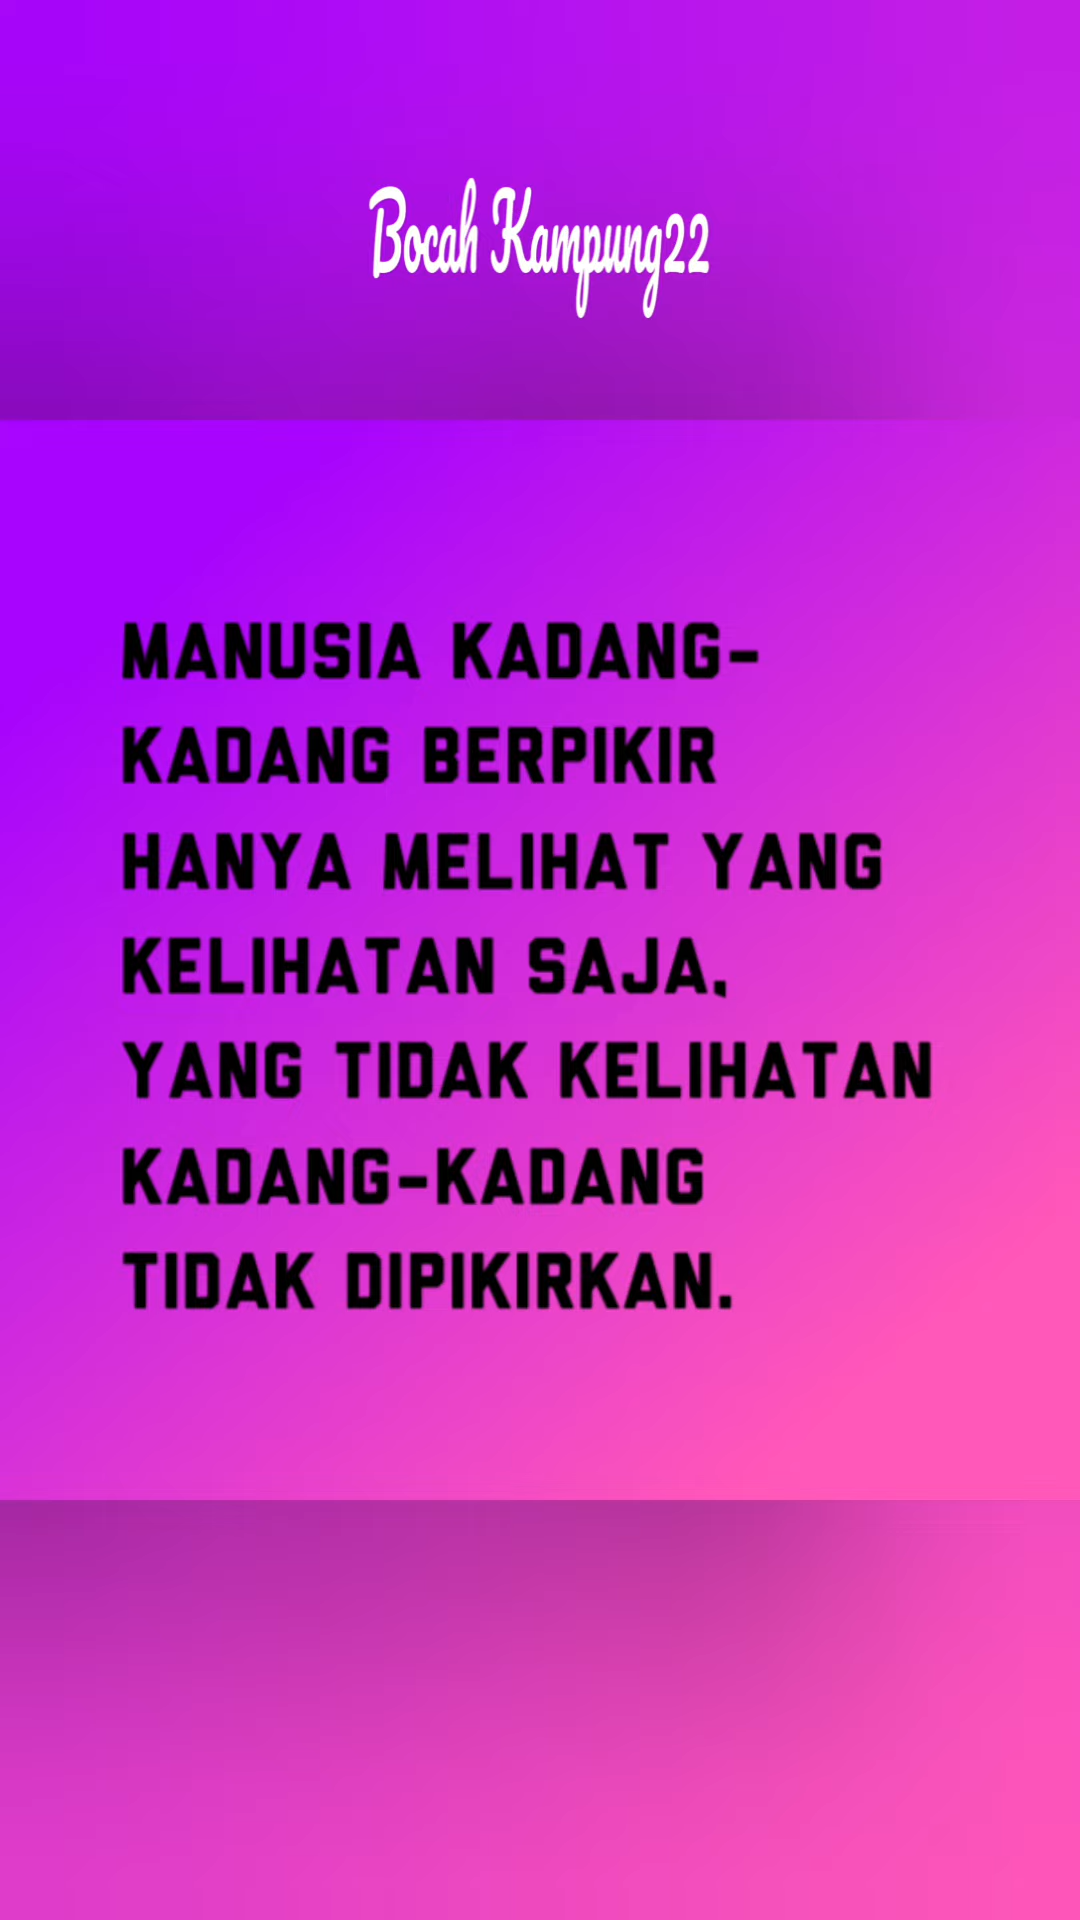 Bocah Kampung22
MANUSIA KADANG-
KADANG BERPIKIR
HANYA MELIHAT YANG
KELIHATAN SAJA,
YANG TIDAK KELIHATAN
KADANG-KADANG
TIDAK DIPIKIRKAN.